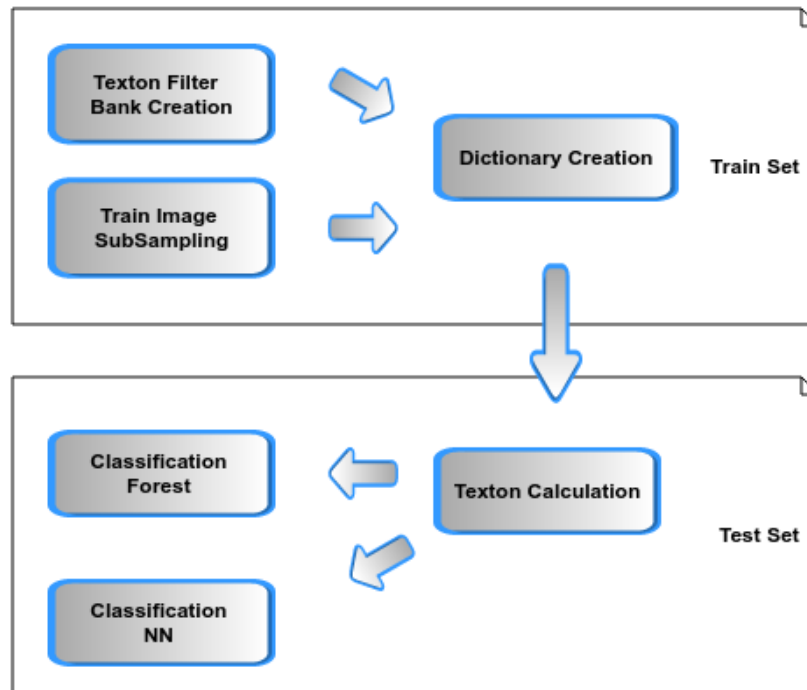 Texton Filter
Bank Creation
Dictionary Creation
Train Set
Train Image
SubSampling
Classification
Forest
Texton Calculation
Test Set
Classification
NN